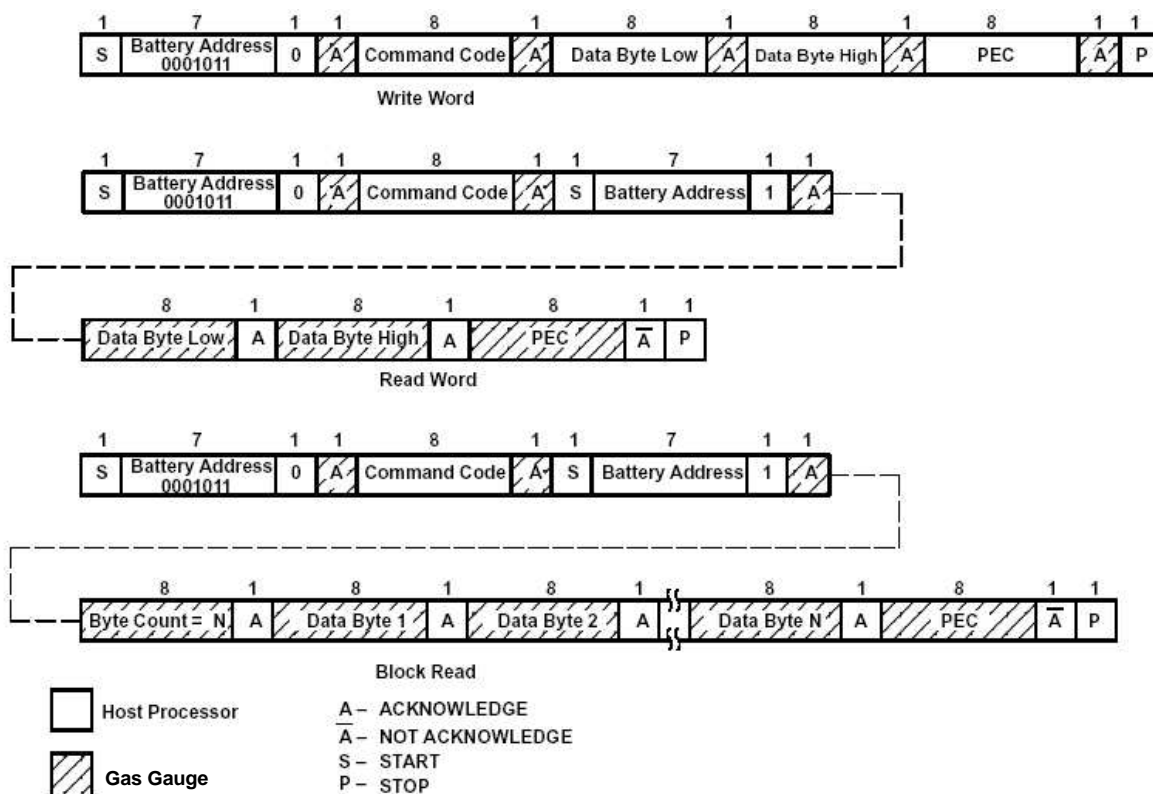 1 7 1 1 8 1 8 1 8 1 8 1 1
S Battery Address 0 A Command Code A Data Byte Low A Data Byte High A PEC A P
0001011
Write Word
1 7 1 1 8 1 1 7 1 1
S Battery Address 0 A Command Code A S Battery Address 1 A
0001011
8 1 8 1 8 1 1
Data Byte Low A Data Byte High A PEC A̅ P
Read Word
1 7 1 1 8 1 1 7 1 1
S Battery Address 0 A Command Code A S Battery Address 1 A
0001011
8 1 8 1 8 1 8 1 8 1 1
Byte Count = N A Data Byte 1 A Data Byte 2 A Data Byte N A PEC A̅ P
Block Read
Host Processor
A – ACKNOWLEDGE
A̅ – NOT ACKNOWLEDGE
S – START
Gas Gauge
P – STOP